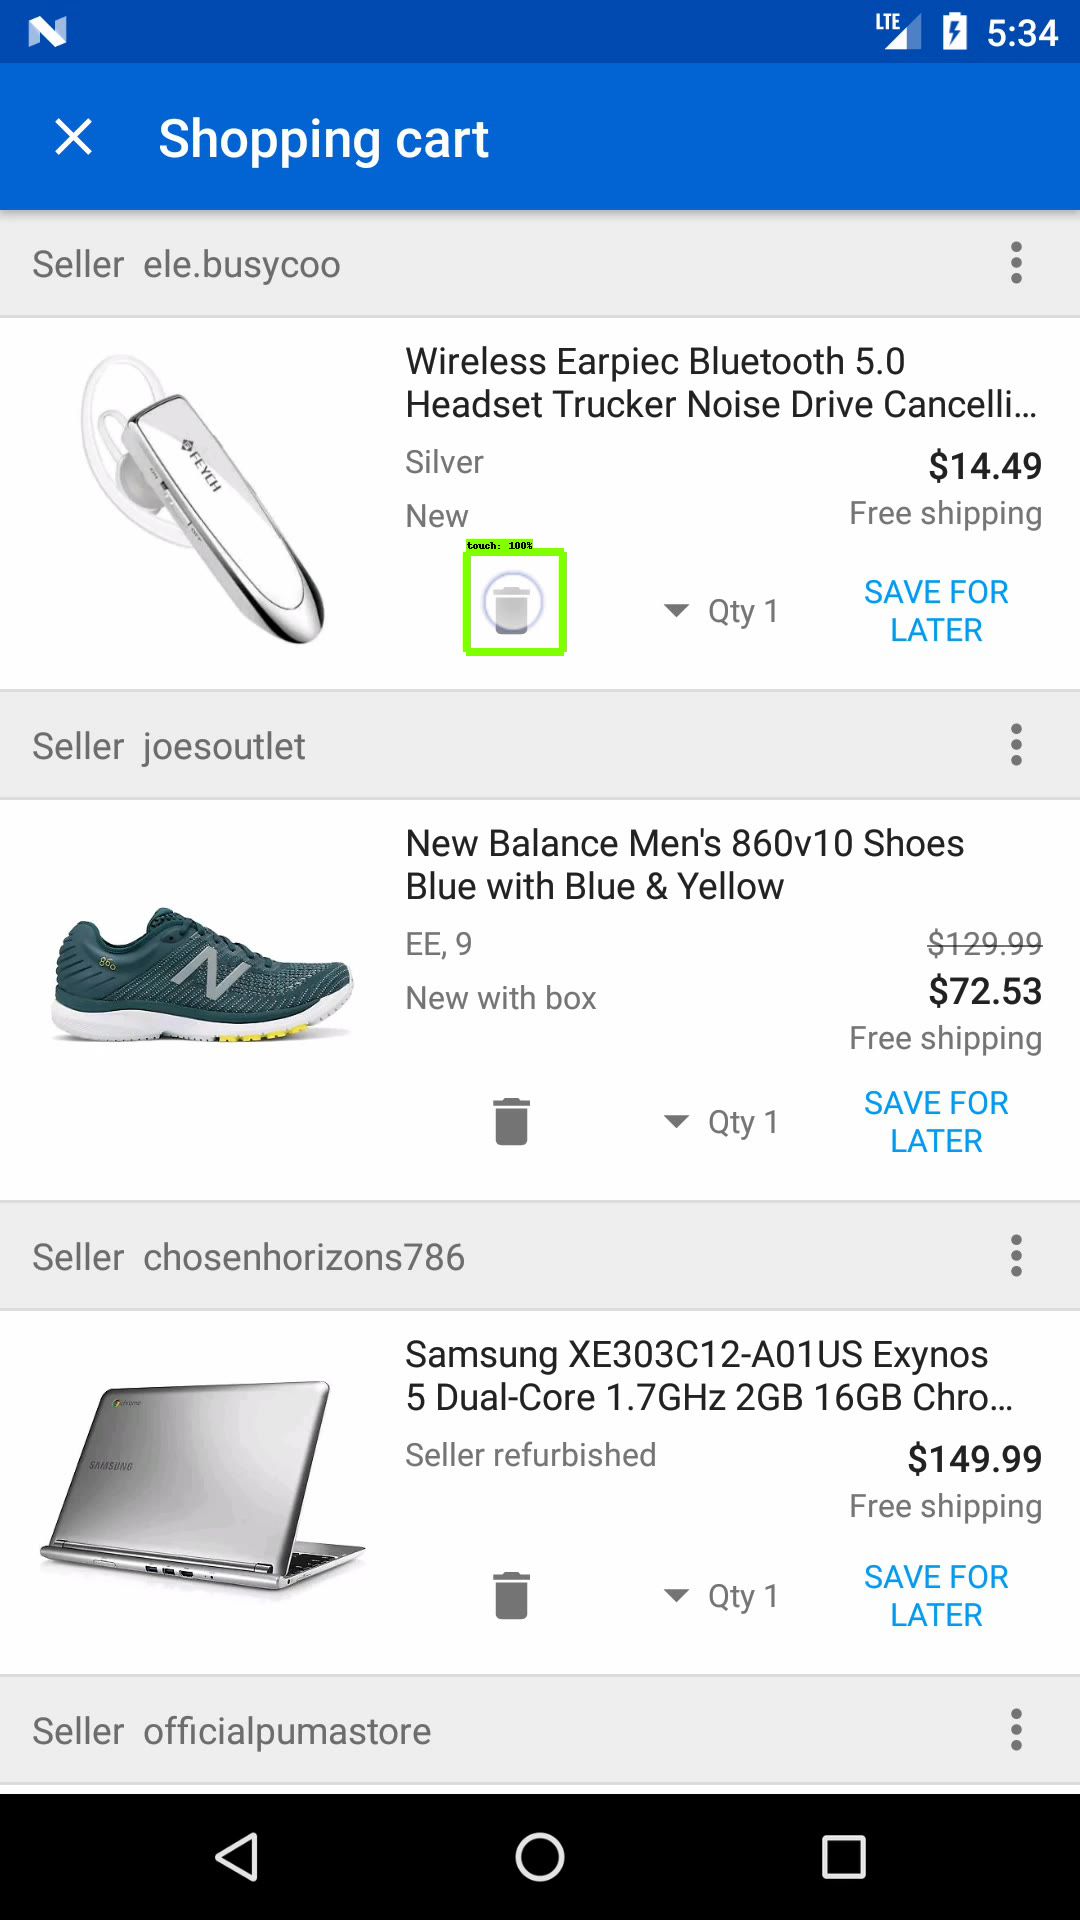 LTE 5:34
Shopping cart
Seller ele.busycoo
Wireless Earpiec Bluetooth 5.0
Headset Trucker Noise Drive Cancelli...
Silver
$14.49
New
Free shipping
FEYCH
touch: 100%
Qty 1
SAVE FOR
LATER
Seller joesoutlet
New Balance Men's 860v10 Shoes
Blue with Blue & Yellow
EE, 9
$129.99
$72.53
New with box
Free shipping
860
N
Qty 1
SAVE FOR
LATER
Seller chosenhorizons786
Samsung XE303C12-A01US Exynos
5 Dual-Core 1.7GHz 2GB 16GB Chro...
Seller refurbished
$149.99
Free shipping
chrome
SAMSUNG
Qty 1
SAVE FOR
LATER
Seller officialpumastore